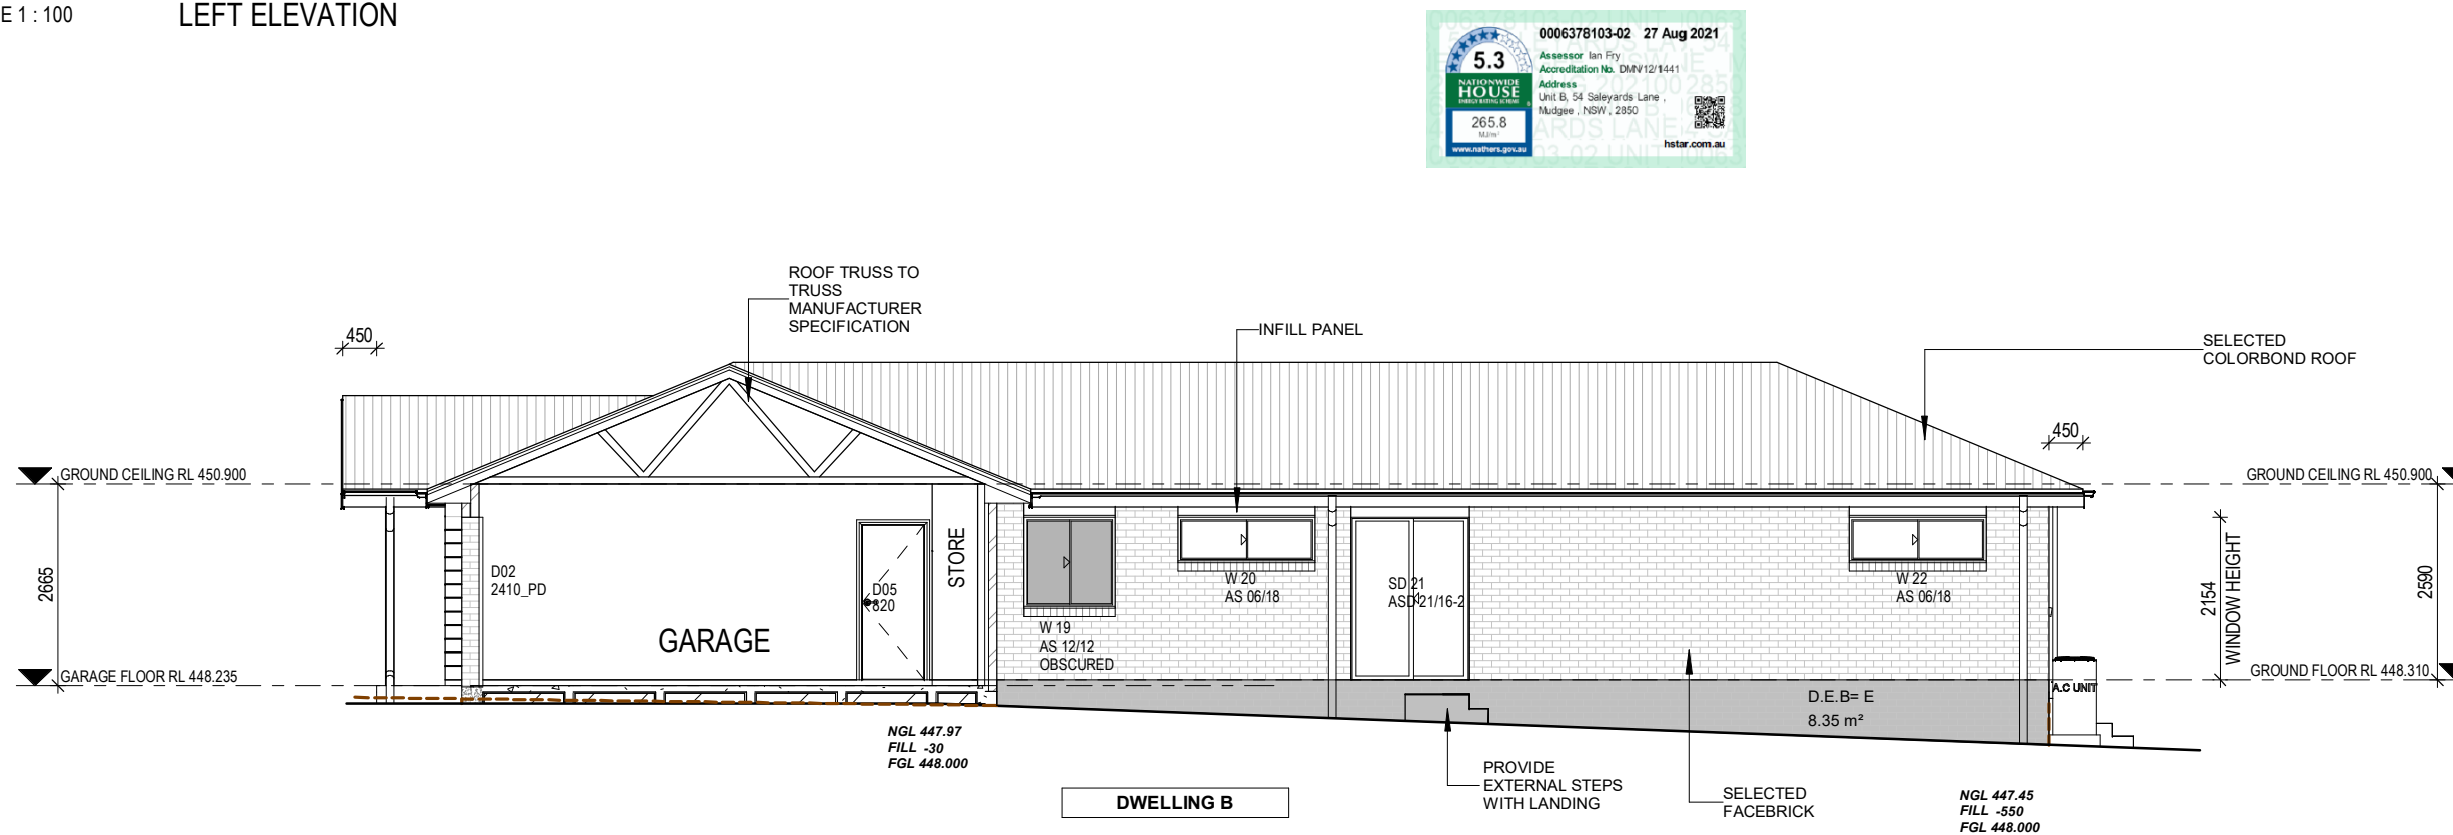 E 1 : 100
LEFT ELEVATION
0006378103-02 27 Aug 2021
5.3
Assessor Ian Fry
Accreditation No. DMN/12/1441
NATIONWIDE
HOUSE
ENERGY RATING SCHEME
Address
Unit B, 54 Saleyards Lane ,
Mudgee , NSW , 2850
265.8
MJ/m²
www.nathers.gov.au
hstar.com.au
ROOF TRUSS TO
TRUSS
MANUFACTURER
SPECIFICATION
INFILL PANEL
SELECTED
COLORBOND ROOF
450
450
GROUND CEILING RL 450.900
GROUND CEILING RL 450.900
2665
D02
2410_PD
D05
820
STORE
GARAGE
W 19
AS 12/12
OBSCURED
W 20
AS 06/18
SD 21
ASD 21/16-2
W 22
AS 06/18
2154
WINDOW HEIGHT
2590
GARAGE FLOOR RL 448.235
GROUND FLOOR RL 448.310
A.C UNIT
D.E.B= E
8.35 m²
NGL 447.97
FILL -30
FGL 448.000
PROVIDE
EXTERNAL STEPS
WITH LANDING
SELECTED
FACEBRICK
NGL 447.45
FILL -550
FGL 448.000
DWELLING B